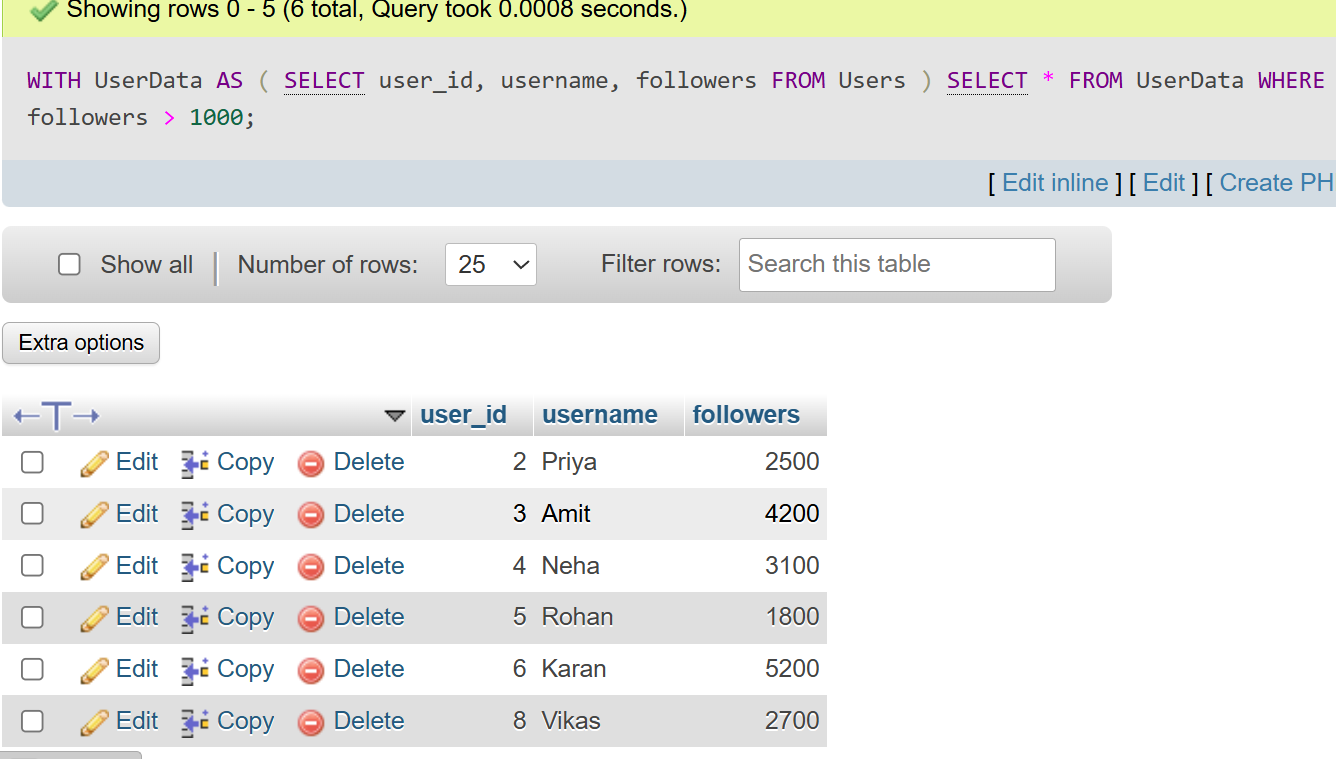 Showing rows 0 - 5 (6 total, Query took 0.0008 seconds.)
WITH UserData AS ( SELECT user_id, username, followers FROM Users ) SELECT * FROM UserData WHERE
followers > 1000;
[ Edit inline ] [ Edit ] [ Create PH
Show all Number of rows: 25 Filter rows: Search this table
Extra options
←T→ user_id username followers
Edit Copy Delete 2 Priya 2500
Edit Copy Delete 3 Amit 4200
Edit Copy Delete 4 Neha 3100
Edit Copy Delete 5 Rohan 1800
Edit Copy Delete 6 Karan 5200
Edit Copy Delete 8 Vikas 2700